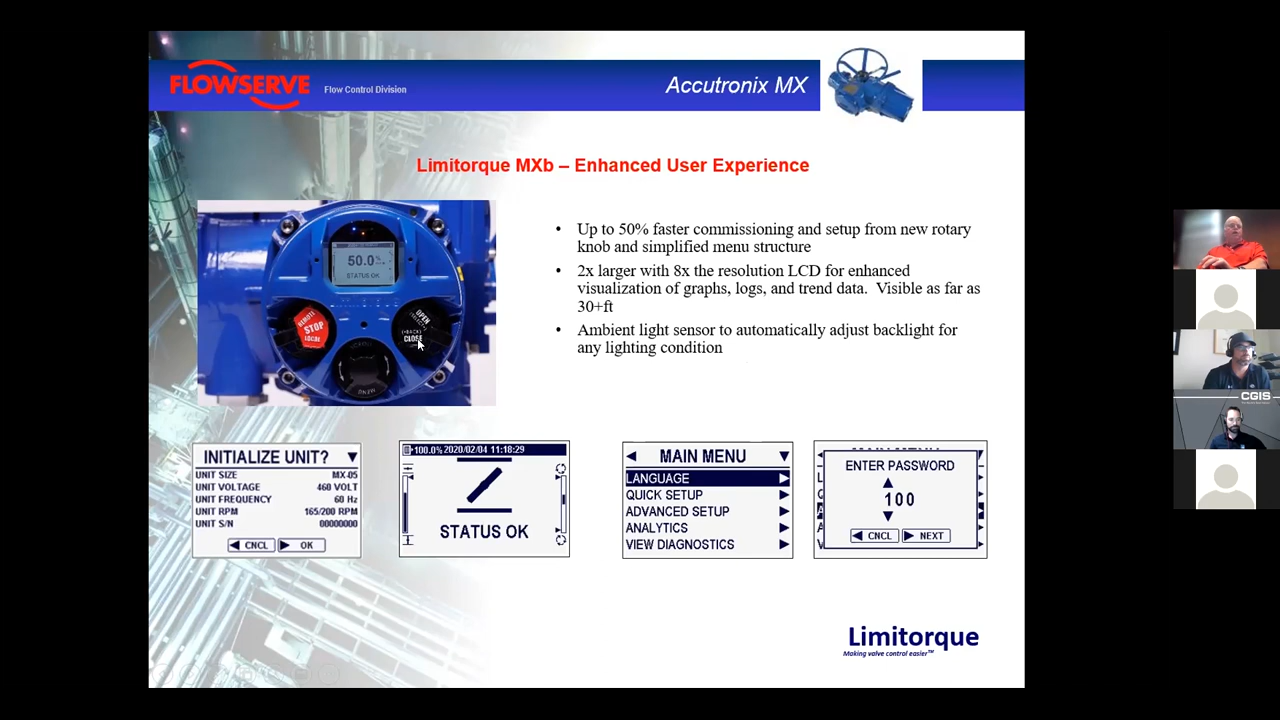 FLOWSERVE
Flow Control Division
Accutronix MX
Limitorque MXb – Enhanced User Experience
50.0%
STATUS OK
REMOTE
STOP
LOCAL
OPEN
(SELECT)
(BACK)
CLOSE
MENU
• Up to 50% faster commissioning and setup from new rotary
knob and simplified menu structure
• 2x larger with 8x the resolution LCD for enhanced
visualization of graphs, logs, and trend data. Visible as far as
30+ft
• Ambient light sensor to automatically adjust backlight for
any lighting condition
INITIALIZE UNIT?
UNIT SIZE MX-05
UNIT VOLTAGE 460 VOLT
UNIT FREQUENCY 60 Hz
UNIT RPM 165/200 RPM
UNIT S/N 00000000
CNCL OK
100.0% 2020/02/04 11:18:29
STATUS OK
MAIN MENU
LANGUAGE
QUICK SETUP
ADVANCED SETUP
ANALYTICS
VIEW DIAGNOSTICS
ENTER PASSWORD
100
CNCL NEXT
Limitorque
Making valve control easier™
CGIS